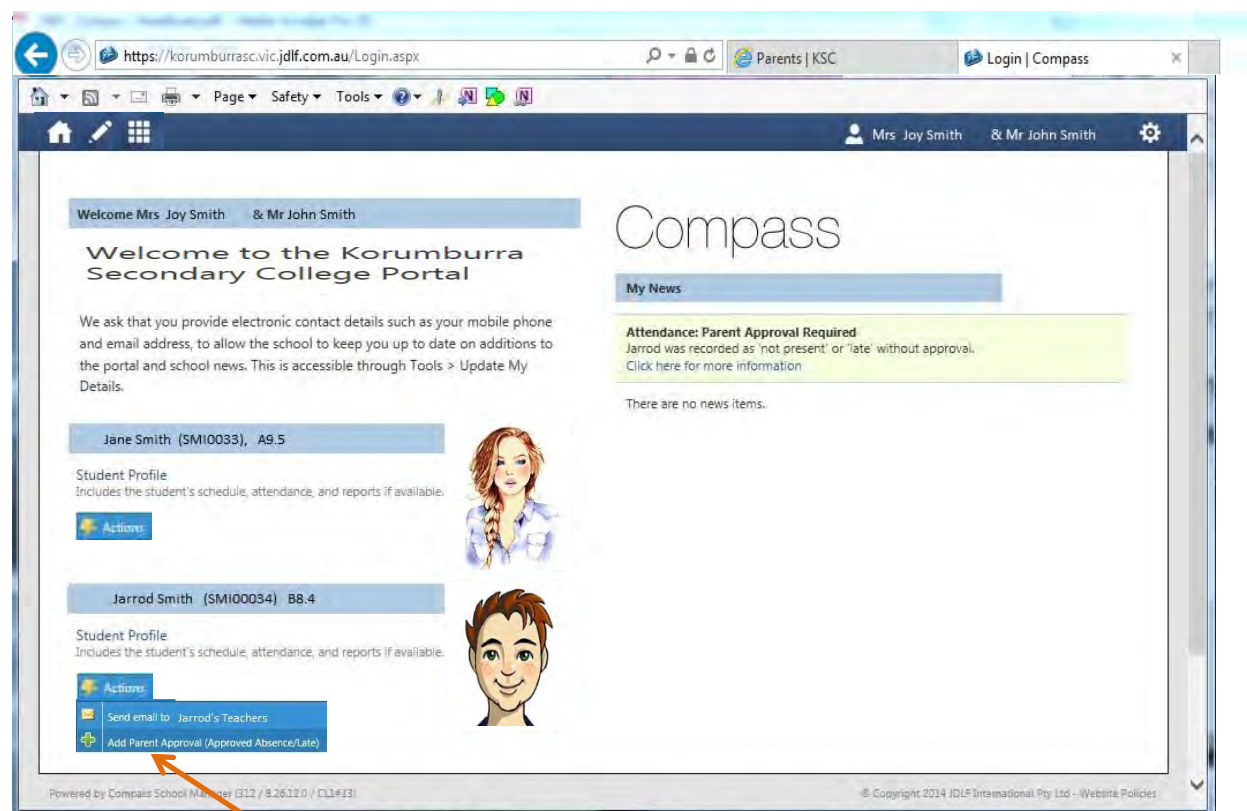 https://korumburrasc.vic.jdlf.com.au/Login.aspx
Parents | KSC
Login | Compass
Page Safety Tools
Mrs Joy Smith & Mr John Smith
Welcome Mrs Joy Smith & Mr John Smith
Welcome to the Korumburra
Secondary College Portal
We ask that you provide electronic contact details such as your mobile phone
and email address, to allow the school to keep you up to date on additions to
the portal and school news. This is accessible through Tools > Update My
Details.
Jane Smith (SMI0033), A9.5
Student Profile
Includes the student's schedule, attendance, and reports if available.
Actions
Jarrod Smith (SMI00034) B8.4
Student Profile
Includes the student's schedule, attendance, and reports if available.
Actions
Send email to Jarrod's Teachers
Add Parent Approval (Approved Absence/Late)
Compass
My News
Attendance: Parent Approval Required
Jarrod was recorded as 'not present' or 'late' without approval.
Click here for more information
There are no news items.
Powered by Compass School Manager
© Copyright 2014 JDLF International Pty Ltd - Website Policies